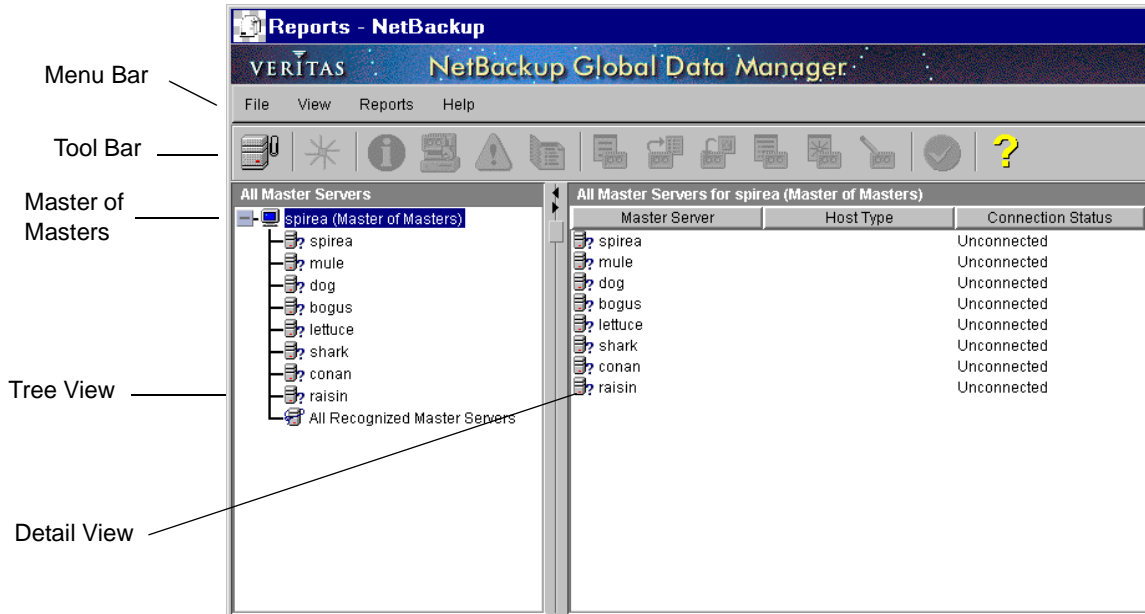 Reports - NetBackup
VERITAS NetBackup Global Data Manager
Menu Bar
File View Reports Help
Tool Bar
?
Master of
Masters
All Master Servers
spirea (Master of Masters)
? spirea
? mule
? dog
? bogus
? lettuce
? shark
? conan
? raisin
All Recognized Master Servers
Tree View
Detail View
All Master Servers for spirea (Master of Masters)
Master Server Host Type Connection Status
? spirea Unconnected
? mule Unconnected
? dog Unconnected
? bogus Unconnected
? lettuce Unconnected
? shark Unconnected
? conan Unconnected
? raisin Unconnected